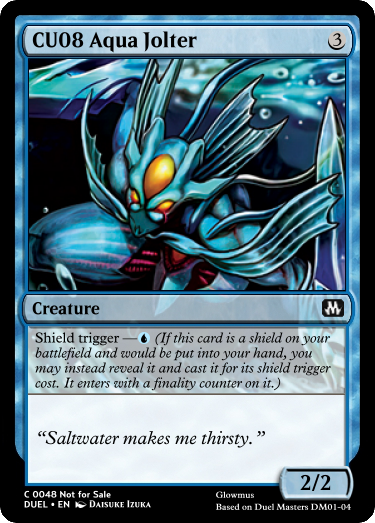 CU08 Aqua Jolter 3
Creature
Shield trigger — (If this card is a shield on your
battlefield and would be put into your hand, you
may instead reveal it and cast it for its shield trigger
cost. It enters with a finality counter on it.)
“Saltwater makes me thirsty.”
2/2
C 0048 Not for Sale
DUEL • EN Daisuke Izuka
Glowmus
Based on Duel Masters DM01-04